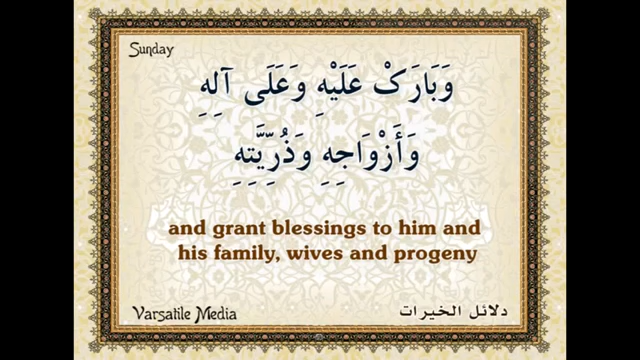 Sunday
وَبَارَكْ عَلَيْهِ وَعَلَى آلِهِ
وَأَزْوَاجِهِ وَذُرِّيَّتِهِ
and grant blessings to him and
his family, wives and progeny
Varsatile Media
دلائل الخيرات